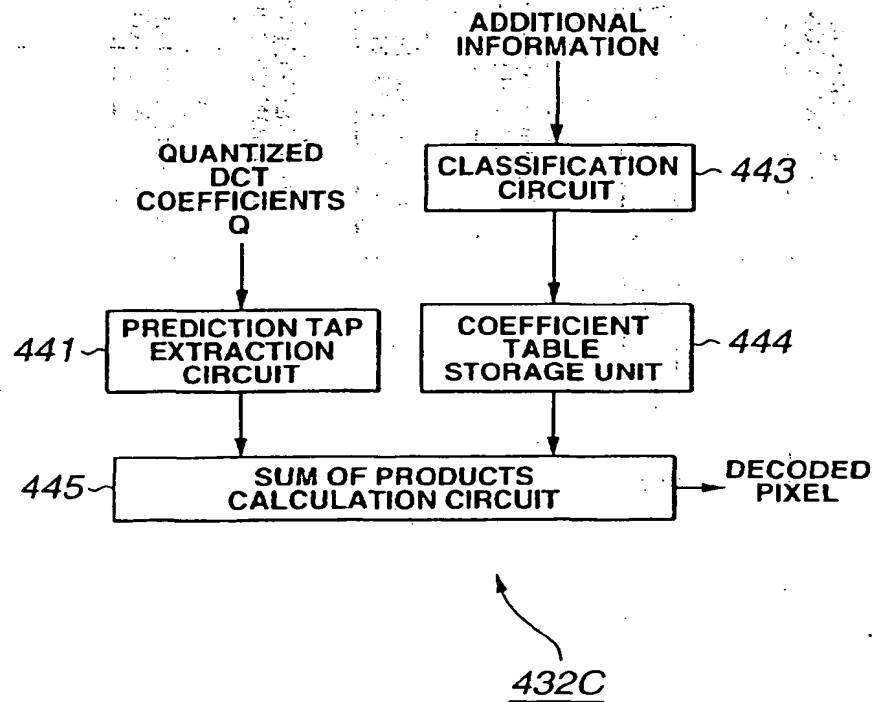 ADDITIONAL
INFORMATION
QUANTIZED
DCT
COEFFICIENTS
Q
CLASSIFICATION
CIRCUIT
443
PREDICTION TAP
EXTRACTION
CIRCUIT
441
COEFFICIENT
TABLE
STORAGE UNIT
444
SUM OF PRODUCTS
CALCULATION CIRCUIT
445
DECODED
PIXEL
432C